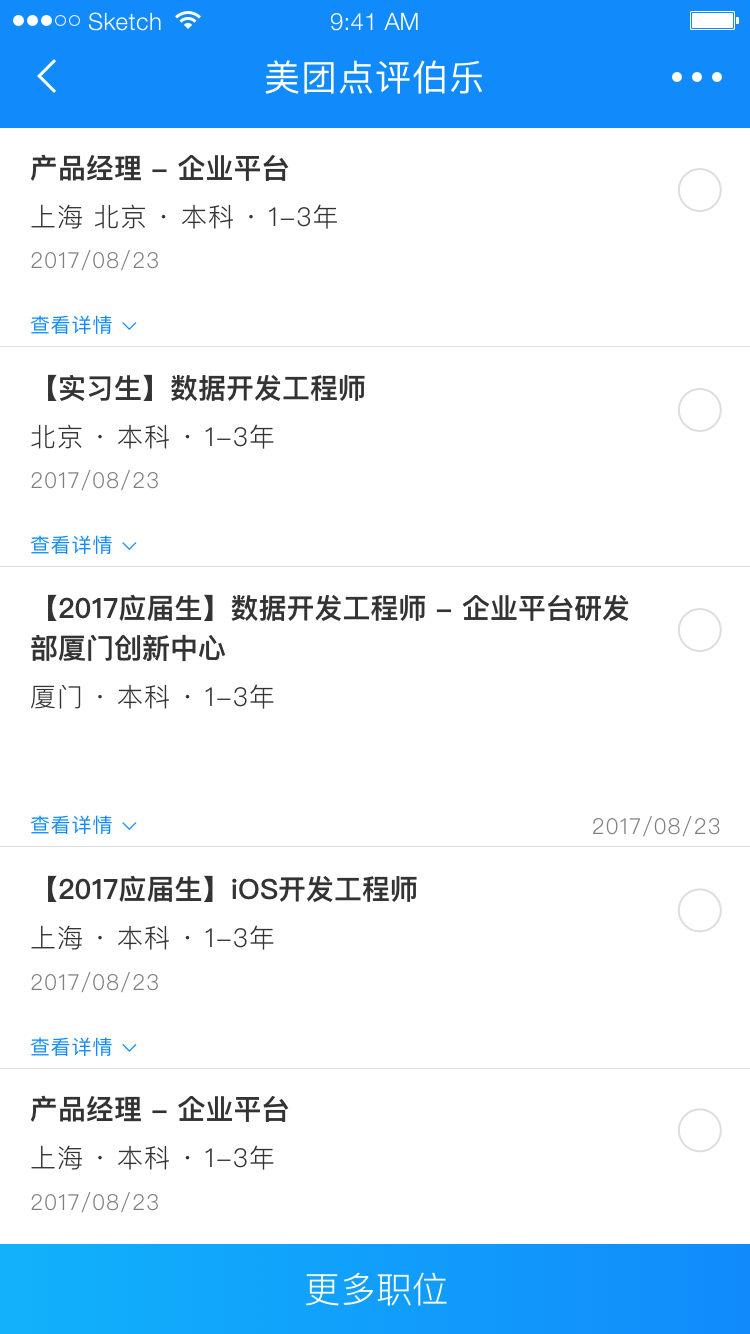 Sketch 9:41 AM
美团点评伯乐
产品经理 – 企业平台
上海 北京 · 本科 · 1–3年
2017/08/23
查看详情
【实习生】数据开发工程师
北京 · 本科 · 1–3年
2017/08/23
查看详情
【2017应届生】数据开发工程师 – 企业平台研发
部厦门创新中心
厦门 · 本科 · 1–3年
查看详情 2017/08/23
【2017应届生】iOS开发工程师
上海 · 本科 · 1–3年
2017/08/23
查看详情
产品经理 – 企业平台
上海 · 本科 · 1–3年
2017/08/23
更多职位